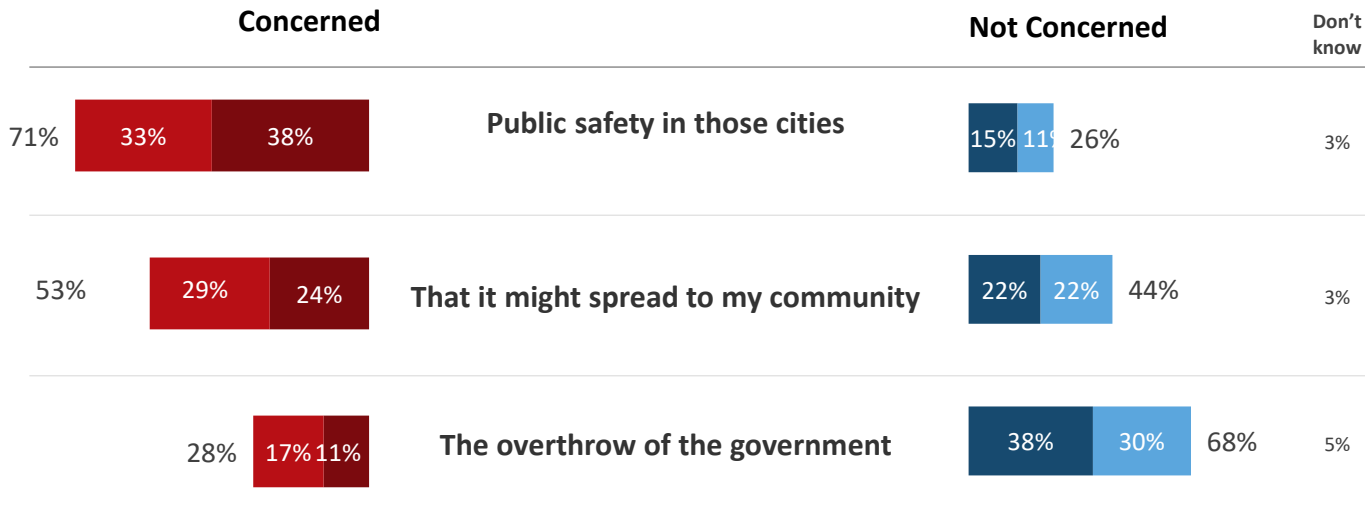 Concerned Not Concerned Don’t know
71% 33% 38% Public safety in those cities 15% 11% 26% 3%
53% 29% 24% That it might spread to my community 22% 22% 44% 3%
28% 17% 11% The overthrow of the government 38% 30% 68% 5%